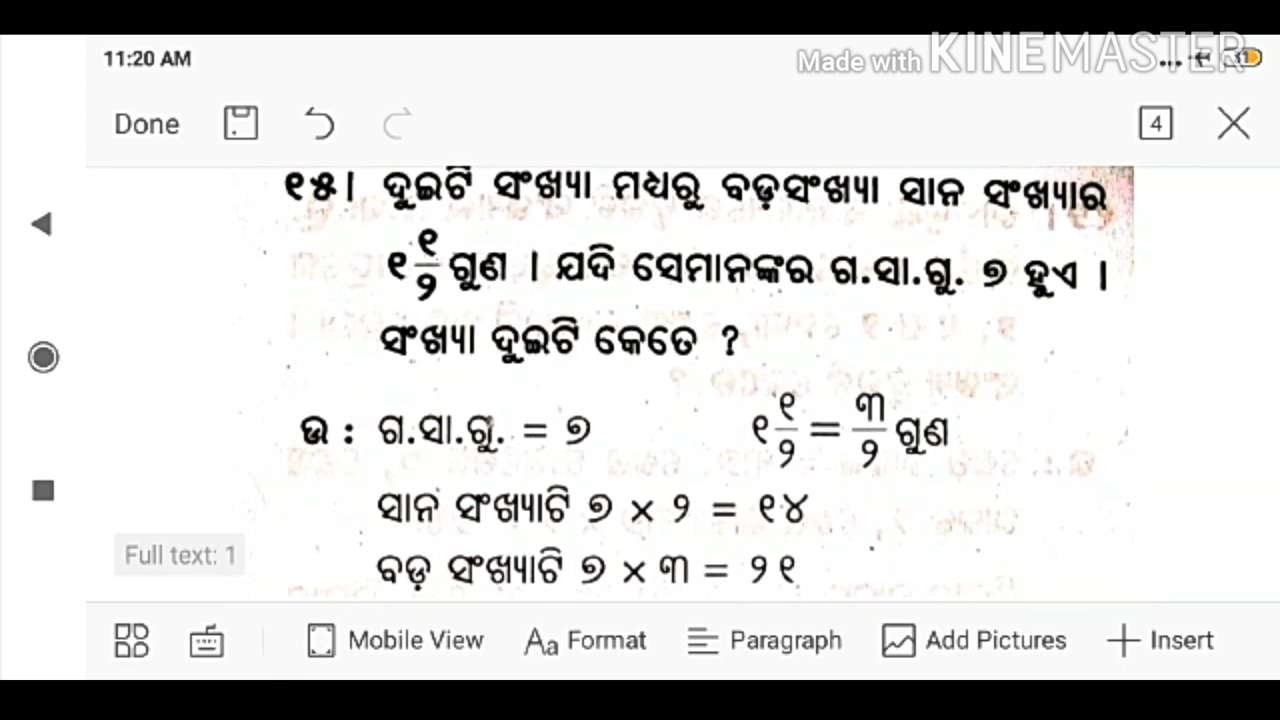 Made with KINEMASTER
11:20 AM 31
Done 4
୧୫। ଦୁଇଟି ସଂଖ୍ୟା ମଧ୍ୟରୁ ବଡ଼ସଂଖ୍ୟା ସାନ ସଂଖ୍ୟାର
୧ ୧/୨ ଗୁଣ । ଯଦି ସେମାନଙ୍କର ଗ.ସା.ଗୁ. ୭ ହୁଏ ।
ସଂଖ୍ୟା ଦୁଇଟି କେତେ ?
ଉ : ଗ.ସା.ଗୁ. = ୭ ୧ ୧/୨ = ୩/୨ ଗୁଣ
ସାନ ସଂଖ୍ୟାଟି ୭ × ୨ = ୧୪
ବଡ଼ ସଂଖ୍ୟାଟି ୭ × ୩ = ୨୧
Full text: 1
Mobile View Aa Format Paragraph Add Pictures Insert